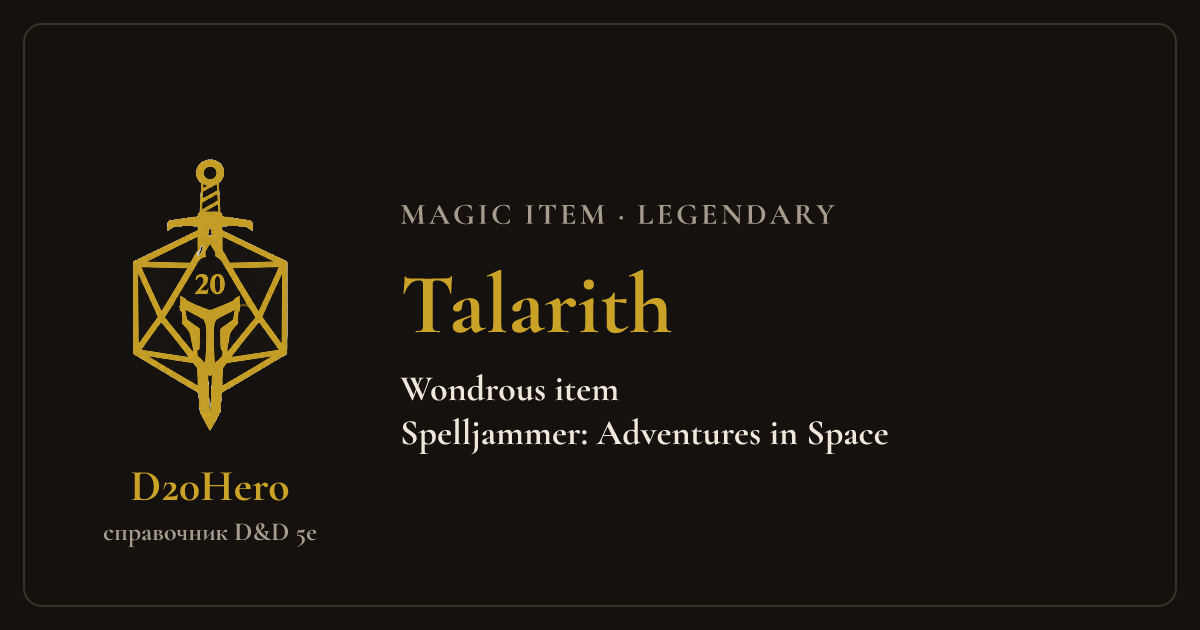 20
D20Hero
справочник D&D 5e
MAGIC ITEM · LEGENDARY
Talarith
Wondrous item
Spelljammer: Adventures in Space